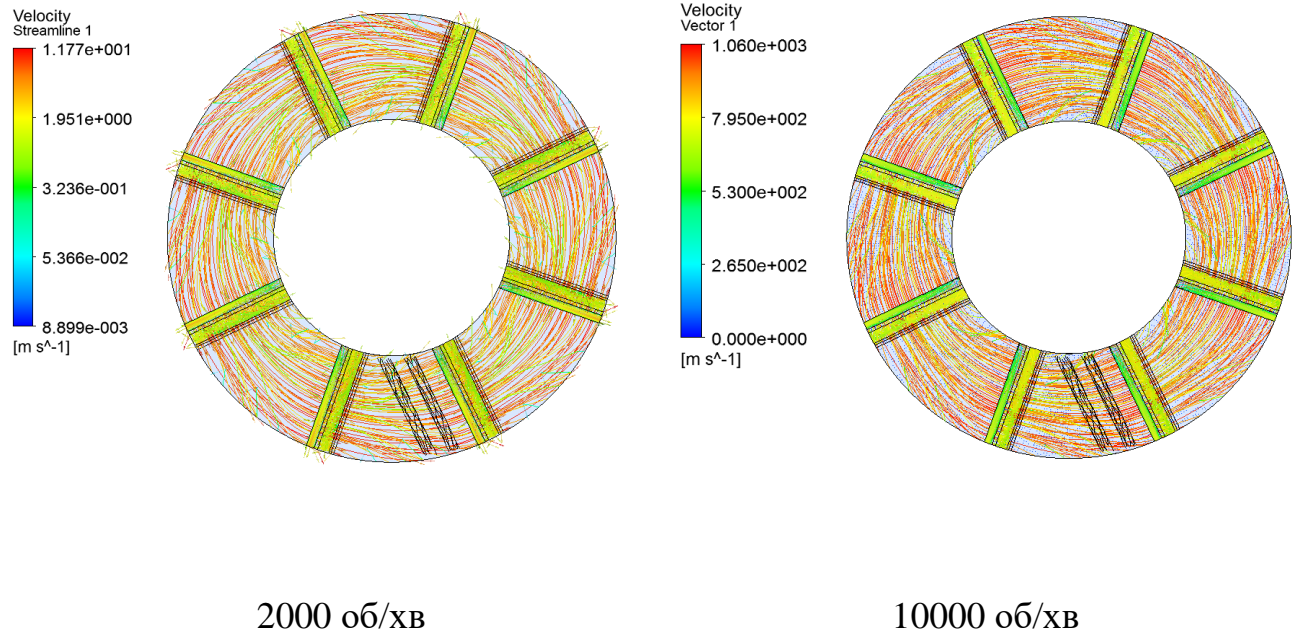 Velocity
Streamline 1
1.177e+001
1.951e+000
3.236e-001
5.366e-002
8.899e-003
[m s^-1]
Velocity
Vector 1
1.060e+003
7.950e+002
5.300e+002
2.650e+002
0.000e+000
[m s^-1]
2000 об/хв
10000 об/хв